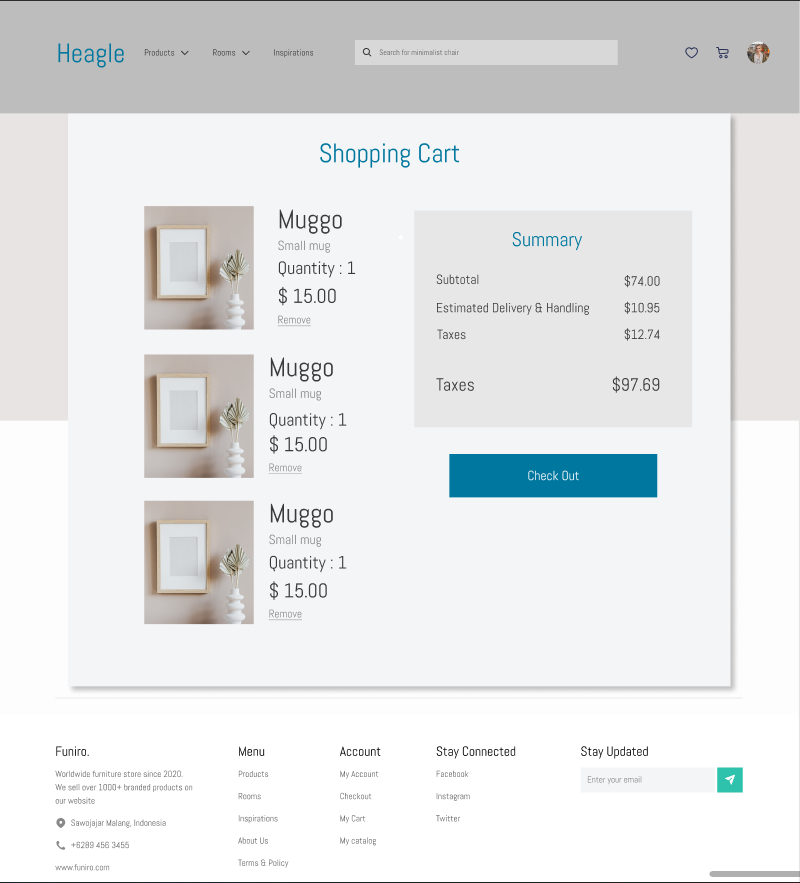 Heagle
Products
Rooms
Inspirations
Search for minimalist chair
Shopping Cart
Muggo
Small mug
Quantity : 1
$ 15.00
Remove
Muggo
Small mug
Quantity : 1
$ 15.00
Remove
Muggo
Small mug
Quantity : 1
$ 15.00
Remove
Summary
Subtotal $74.00
Estimated Delivery & Handling $10.95
Taxes $12.74
Taxes $97.69
Check Out
Funiro.
Worldwide furniture store since 2020.
We sell over 1000+ branded products on
our website
Sawojajar Malang, Indonesia
+6289 456 3455
www.funiro.com
Menu
Products
Rooms
Inspirations
About Us
Terms & Policy
Account
My Account
Checkout
My Cart
My catalog
Stay Connected
Facebook
Instagram
Twitter
Stay Updated
Enter your email